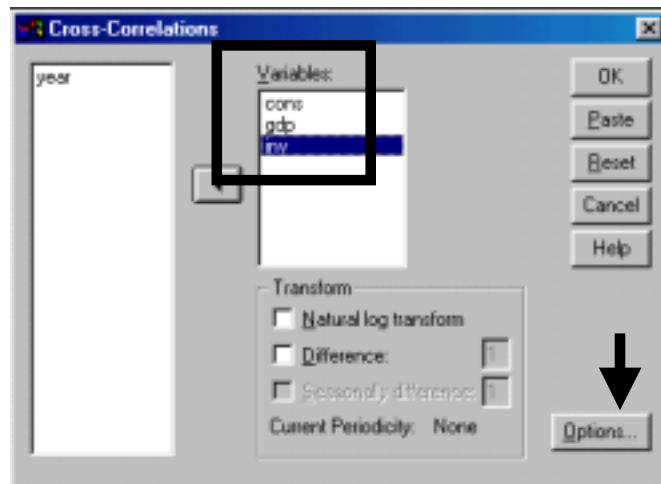 Cross-Correlations
year
Variables:
cons
gdp
inv
OK
Paste
Reset
Cancel
Help
Transform
Natural log transform
Difference: 1
Seasonally difference: 1
Current Periodicity: None
Options...